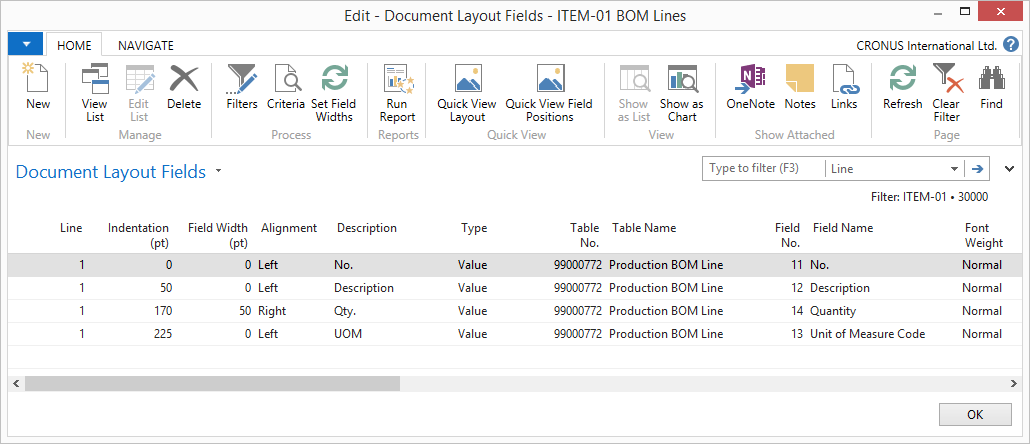 Edit - Document Layout Fields - ITEM-01 BOM Lines
HOME NAVIGATE CRONUS International Ltd.
New
View List
Edit List
Delete
Filters
Criteria
Set Field Widths
Run Report
Quick View Layout
Quick View Field Positions
Show as List
Show as Chart
OneNote
Notes
Links
Refresh
Clear Filter
Find
New Manage Process Reports Quick View View Show Attached Page
Document Layout Fields
Type to filter (F3) Line
Filter: ITEM-01 • 30000
Line Indentation (pt) Field Width (pt) Alignment Description Type Table No. Table Name Field No. Field Name Font Weight
1 0 0 Left No. Value 99000772 Production BOM Line 11 No. Normal
1 50 0 Left Description Value 99000772 Production BOM Line 12 Description Normal
1 170 50 Right Qty. Value 99000772 Production BOM Line 14 Quantity Normal
1 225 0 Left UOM Value 99000772 Production BOM Line 13 Unit of Measure Code Normal
OK